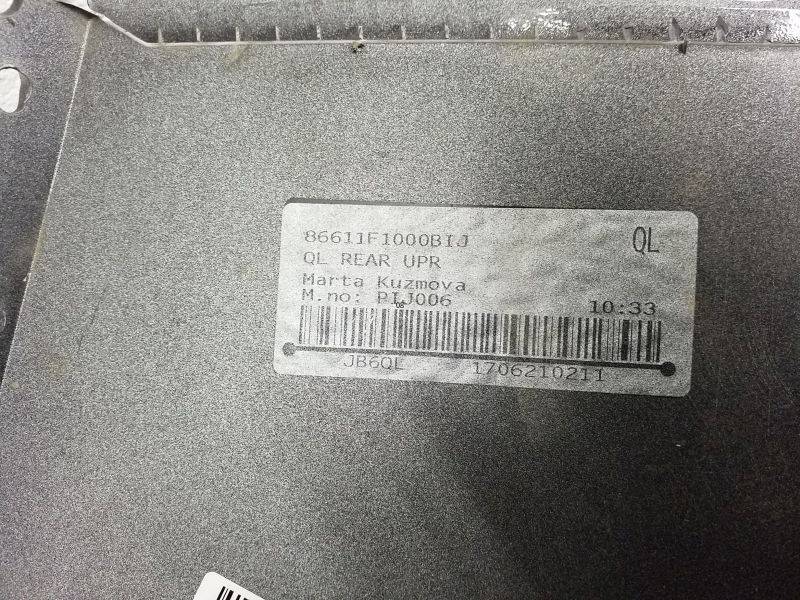 86611F1000BIJ QL
QL REAR UPR
Marta Kuzmova
M.no: PIJ006 10:33
JB6QL 1706210211